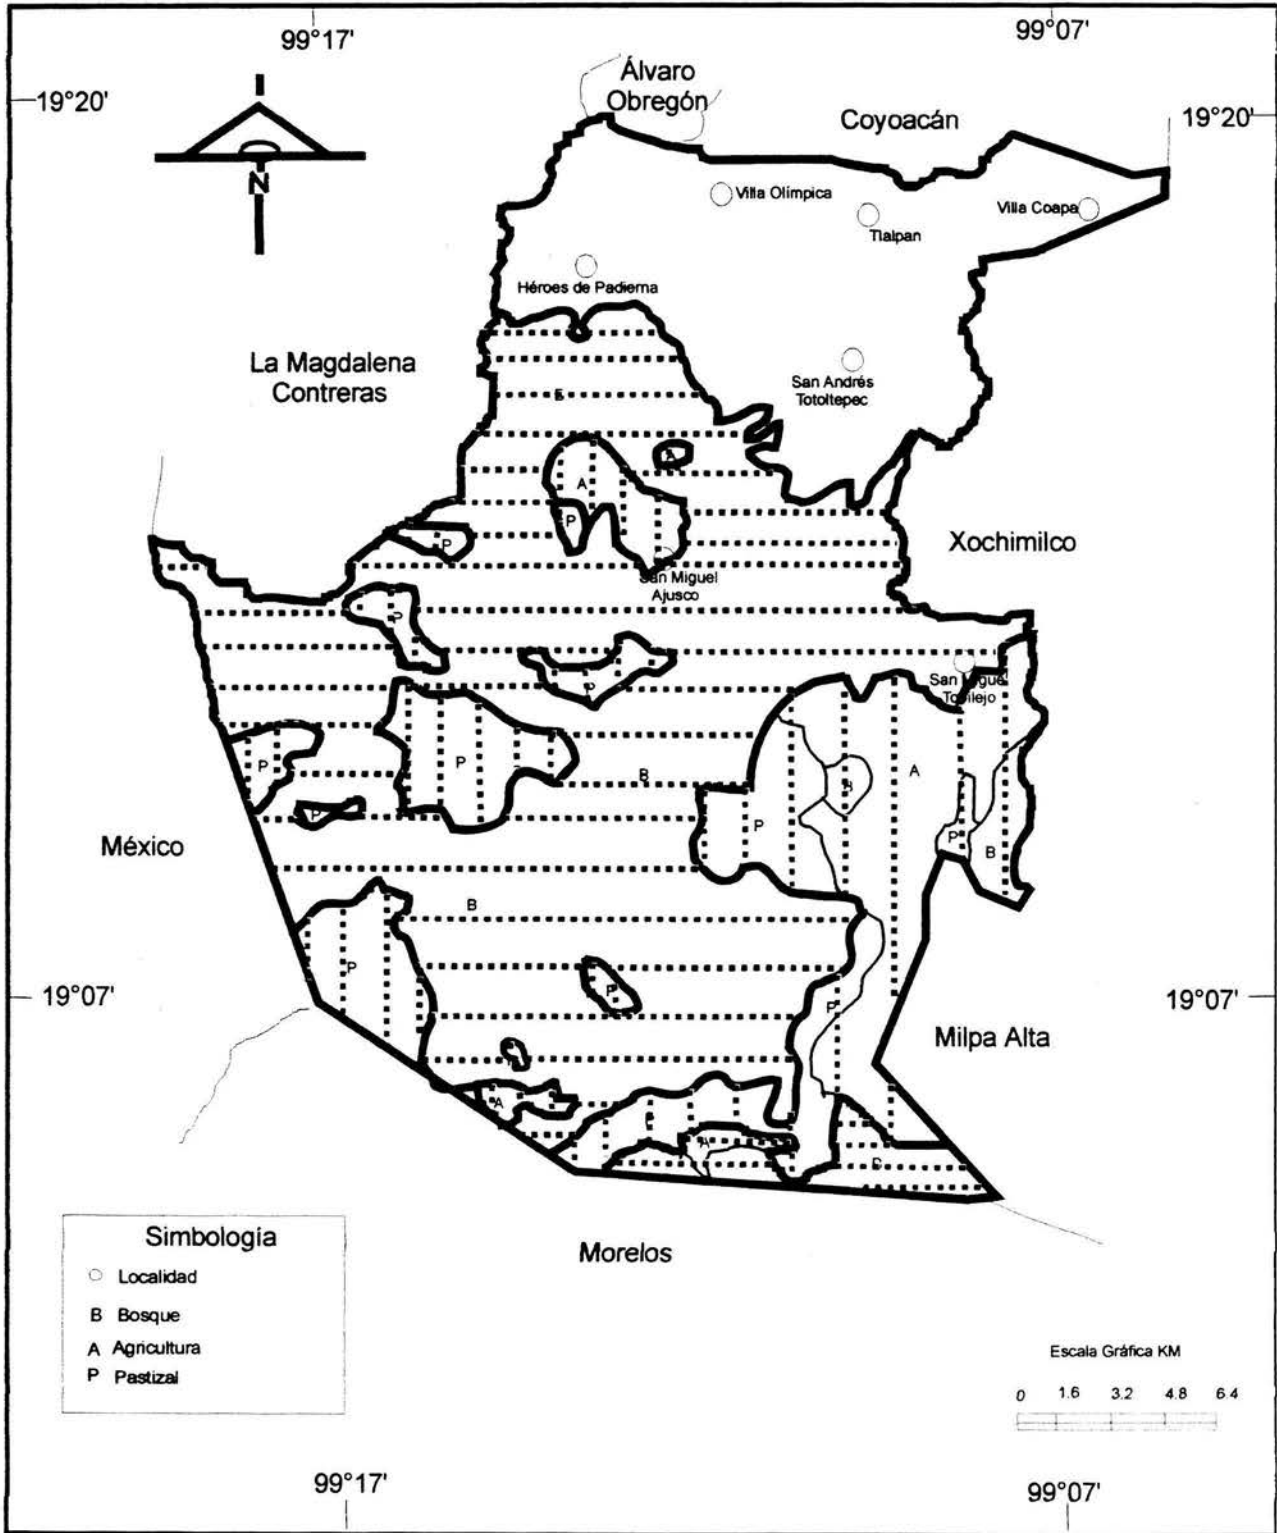 99°17'
99°07'
19°20'
Álvaro
Obregón
Coyoacán
19°20'
N
Villa Olímpica
Tlalpan
Villa Coapa
Héroes de Padierna
La Magdalena
Contreras
San Andrés
Totoltepec
A
A
P
P
Xochimilco
San Miguel
Ajusco
P
P
San Miguel
Topilejo
P
P
B
B
A
P
P
P
B
México
B
P
P
P
19°07'
19°07'
Milpa Alta
A
A
Morelos
Simbología
Localidad
B Bosque
A Agricultura
P Pastizal
Escala Gráfica KM
0 1.6 3.2 4.8 6.4
99°17'
99°07'